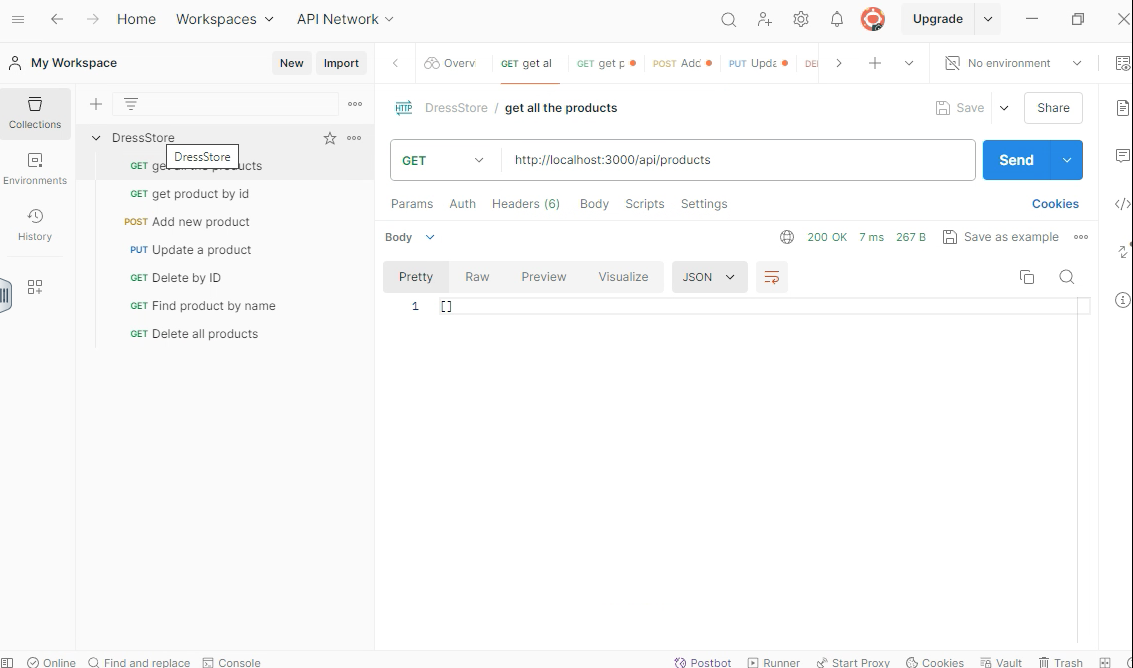 Home Workspaces API Network Upgrade
My Workspace New Import Overvi GET get al GET get p POST Adc PUT Upda DEI No environment
Collections
DressStore / get all the products Save Share
DressStore
DressStore
GET get all the products
GET http://localhost:3000/api/products Send
Environments
GET get product by id
Params Auth Headers (6) Body Scripts Settings Cookies
POST Add new product
History
Body 200 OK 7 ms 267 B Save as example
PUT Update a product
GET Delete by ID
Pretty Raw Preview Visualize JSON
GET Find product by name
1 []
GET Delete all products
Online Find and replace Console Postbot Runner Start Proxy Cookies Vault Trash